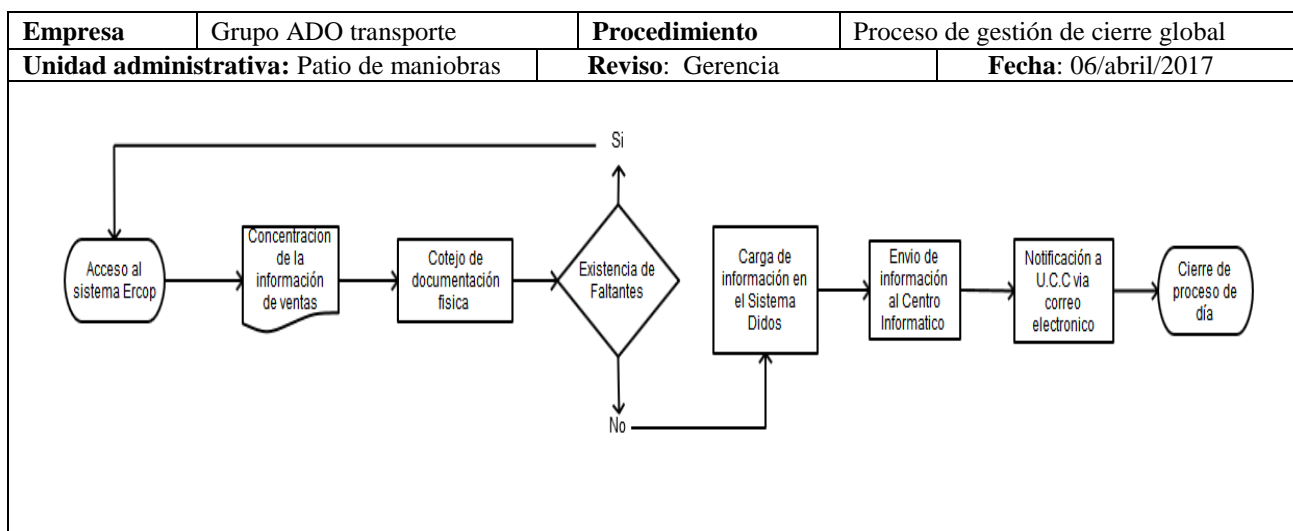 Empresa Grupo ADO transporte Procedimiento Proceso de gestión de cierre global
Unidad administrativa: Patio de maniobras Reviso: Gerencia Fecha: 06/abril/2017
Si
Acceso al
sistema Ercop
Concentracion
de la
información
de ventas
Cotejo de
documentación
fisica
Existencia de
Faltantes
No
Carga de
información en
el Sistema
Didos
Envio de
información
al Centro
Informatico
Notificación a
U.C.C via
correo
electronico
Cierre de
proceso de
día